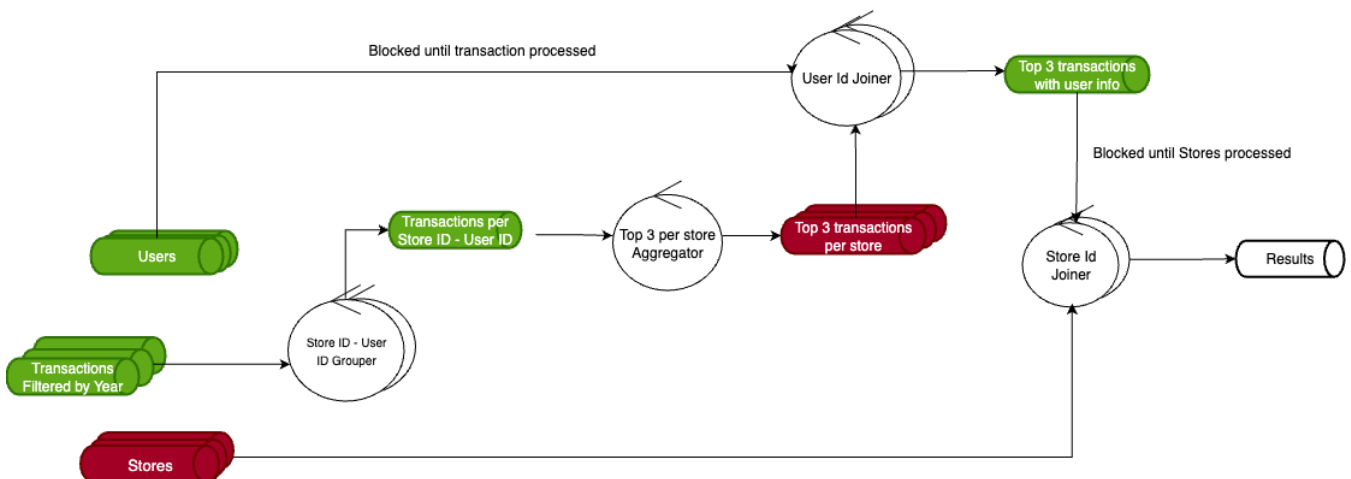 Blocked until transaction processed
User Id Joiner
Top 3 transactions
with user info
Blocked until Stores processed
Transactions per
Store ID - User ID
Top 3 per store
Aggregator
Top 3 transactions
per store
Users
Store Id
Joiner
Results
Store ID - User
ID Grouper
Transactions
Filtered by Year
Stores